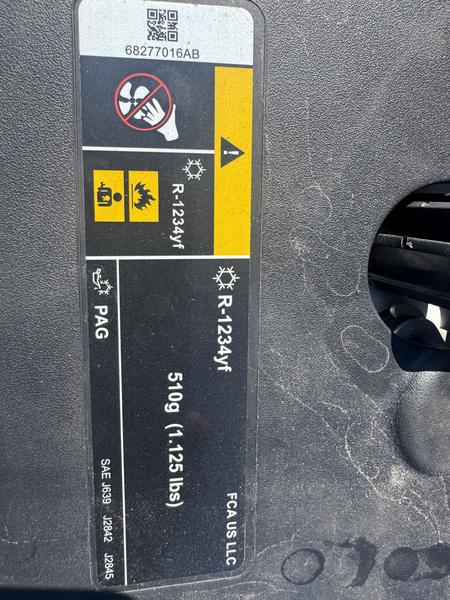 68277016AB
R-1234yf
R-1234yf
510g (1.125 lbs)
PAG
FCA US LLC
SAE J639 J2842 J2845